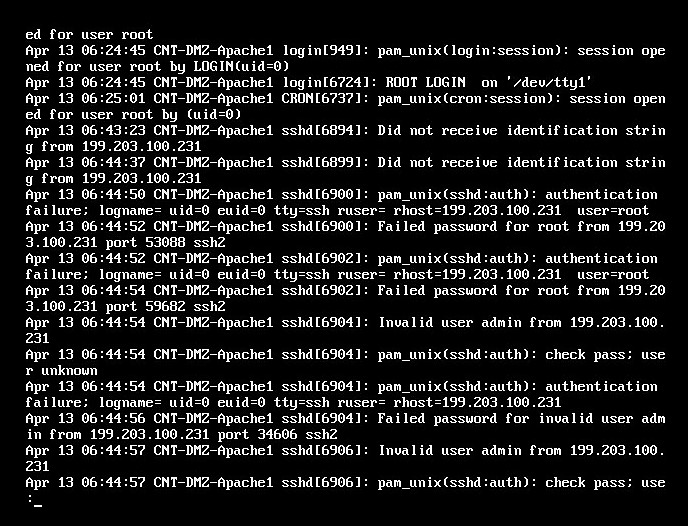 ed for user root
Apr 13 06:24:45 CNT-DMZ-Apache1 login[949]: pam_unix(login:session): session ope
ned for user root by LOGIN(uid=0)
Apr 13 06:24:45 CNT-DMZ-Apache1 login[6724]: ROOT LOGIN  on '/dev/tty1'
Apr 13 06:25:01 CNT-DMZ-Apache1 CRON[6737]: pam_unix(cron:session): session open
ed for user root by (uid=0)
Apr 13 06:43:23 CNT-DMZ-Apache1 sshd[6894]: Did not receive identification strin
g from 199.203.100.231
Apr 13 06:44:37 CNT-DMZ-Apache1 sshd[6899]: Did not receive identification strin
g from 199.203.100.231
Apr 13 06:44:50 CNT-DMZ-Apache1 sshd[6900]: pam_unix(sshd:auth): authentication
failure; logname= uid=0 euid=0 tty=ssh ruser= rhost=199.203.100.231  user=root
Apr 13 06:44:52 CNT-DMZ-Apache1 sshd[6900]: Failed password for root from 199.20
3.100.231 port 53088 ssh2
Apr 13 06:44:52 CNT-DMZ-Apache1 sshd[6902]: pam_unix(sshd:auth): authentication
failure; logname= uid=0 euid=0 tty=ssh ruser= rhost=199.203.100.231  user=root
Apr 13 06:44:54 CNT-DMZ-Apache1 sshd[6902]: Failed password for root from 199.20
3.100.231 port 59682 ssh2
Apr 13 06:44:54 CNT-DMZ-Apache1 sshd[6904]: Invalid user admin from 199.203.100.
231
Apr 13 06:44:54 CNT-DMZ-Apache1 sshd[6904]: pam_unix(sshd:auth): check pass; use
r unknown
Apr 13 06:44:54 CNT-DMZ-Apache1 sshd[6904]: pam_unix(sshd:auth): authentication
failure; logname= uid=0 euid=0 tty=ssh ruser= rhost=199.203.100.231
Apr 13 06:44:56 CNT-DMZ-Apache1 sshd[6904]: Failed password for invalid user adm
in from 199.203.100.231 port 34606 ssh2
Apr 13 06:44:57 CNT-DMZ-Apache1 sshd[6906]: Invalid user admin from 199.203.100.
231
Apr 13 06:44:57 CNT-DMZ-Apache1 sshd[6906]: pam_unix(sshd:auth): check pass; use
:_